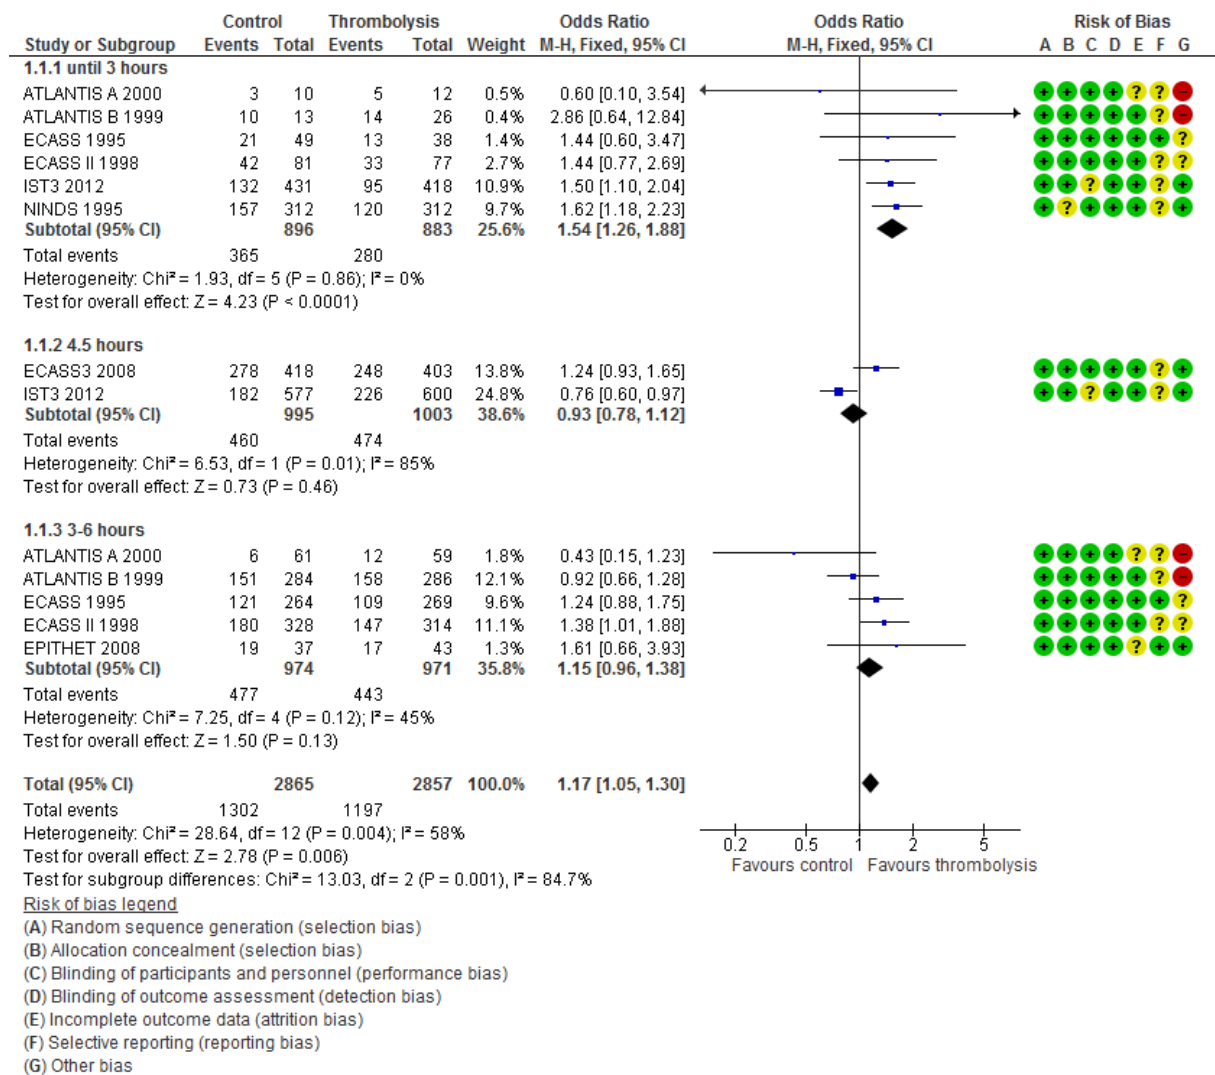 Control Thrombolysis Odds Ratio Odds Ratio Risk of Bias
Study or Subgroup Events Total Events Total Weight M-H, Fixed, 95% CI M-H, Fixed, 95% CI A B C D E F G
1.1.1 until 3 hours
ATLANTIS A 2000 3 10 5 12 0.5% 0.60 [0.10, 3.54] + + + + ? ? −
ATLANTIS B 1999 10 13 14 26 0.4% 2.86 [0.64, 12.84] + + + + + ? −
ECASS 1995 21 49 13 38 1.4% 1.44 [0.60, 3.47] + + + + + + ?
ECASS II 1998 42 81 33 77 2.7% 1.44 [0.77, 2.69] + + + + + ? ?
IST3 2012 132 431 95 418 10.9% 1.50 [1.10, 2.04] + + ? + + ? +
NINDS 1995 157 312 120 312 9.7% 1.62 [1.18, 2.23] + ? + + + ? +
Subtotal (95% CI) 896 883 25.6% 1.54 [1.26, 1.88]
Total events 365 280
Heterogeneity: Chi² = 1.93, df = 5 (P = 0.86); I² = 0%
Test for overall effect: Z = 4.23 (P < 0.0001)
1.1.2 4.5 hours
ECASS3 2008 278 418 248 403 13.8% 1.24 [0.93, 1.65] + + + + + ? +
IST3 2012 182 577 226 600 24.8% 0.76 [0.60, 0.97] + + ? + + ? +
Subtotal (95% CI) 995 1003 38.6% 0.93 [0.78, 1.12]
Total events 460 474
Heterogeneity: Chi² = 6.53, df = 1 (P = 0.01); I² = 85%
Test for overall effect: Z = 0.73 (P = 0.46)
1.1.3 3-6 hours
ATLANTIS A 2000 6 61 12 59 1.8% 0.43 [0.15, 1.23] + + + + ? ? −
ATLANTIS B 1999 151 284 158 286 12.1% 0.92 [0.66, 1.28] + + + + + ? −
ECASS 1995 121 264 109 269 9.6% 1.24 [0.88, 1.75] + + + + + + ?
ECASS II 1998 180 328 147 314 11.1% 1.38 [1.01, 1.88] + + + + + ? ?
EPITHET 2008 19 37 17 43 1.3% 1.61 [0.66, 3.93] + + + + ? + +
Subtotal (95% CI) 974 971 35.8% 1.15 [0.96, 1.38]
Total events 477 443
Heterogeneity: Chi² = 7.25, df = 4 (P = 0.12); I² = 45%
Test for overall effect: Z = 1.50 (P = 0.13)
Total (95% CI) 2865 2857 100.0% 1.17 [1.05, 1.30]
Total events 1302 1197
Heterogeneity: Chi² = 28.64, df = 12 (P = 0.004); I² = 58%
Test for overall effect: Z = 2.78 (P = 0.006)
Test for subgroup differences: Chi² = 13.03, df = 2 (P = 0.001), I² = 84.7%
0.2 0.5 1 2 5
Favours control Favours thrombolysis
Risk of bias legend
(A) Random sequence generation (selection bias)
(B) Allocation concealment (selection bias)
(C) Blinding of participants and personnel (performance bias)
(D) Blinding of outcome assessment (detection bias)
(E) Incomplete outcome data (attrition bias)
(F) Selective reporting (reporting bias)
(G) Other bias